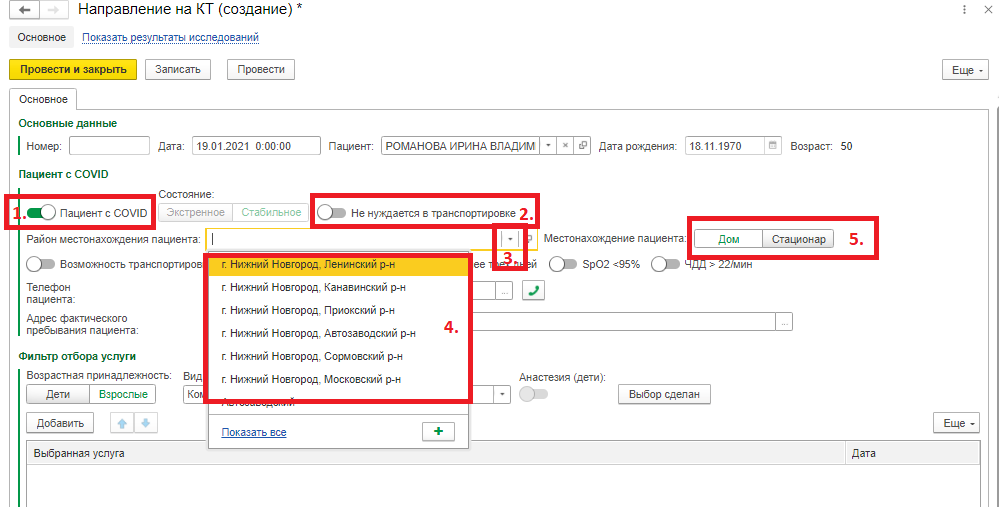 Направление на КТ (создание) *
Основное Показать результаты исследований
Провести и закрыть Записать Провести Еще
Основное
Основные данные
Номер: Дата: 19.01.2021 0:00:00 Пациент: РОМАНОВА ИРИНА ВЛАДИМ Дата рождения: 18.11.1970 Возраст: 50
Пациент с COVID
Состояние:
1. Пациент с COVID Экстренное Стабильное Не нуждается в транспортировке 2.
Район местонахождения пациента: 3. Местонахождение пациента: Дом Стационар 5.
Возможность транспортиро г. Нижний Новгород, Ленинский р-н ее трех дней SpO2 <95% ЧДД > 22/мин
г. Нижний Новгород, Канавинский р-н
Телефон
пациента: ...
г. Нижний Новгород, Приокский р-н
Адрес фактического
пребывания пациента: ...
г. Нижний Новгород, Автозаводский р-н 4.
г. Нижний Новгород, Сормовский р-н
г. Нижний Новгород, Московский р-н
Автозаводский
Показать все +
Фильтр отбора услуги
Возрастная принадлежность: Вид Анастезия (дети):
Дети Взрослые Ком Выбор сделан
Добавить Еще
Выбранная услуга Дата